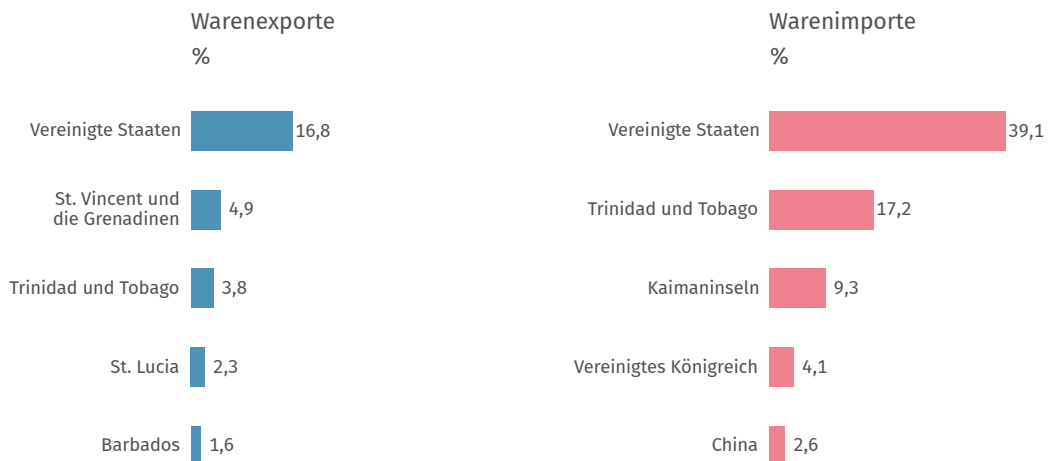 Warenexporte
%
Vereinigte Staaten 16,8
St. Vincent und
die Grenadinen 4,9
Trinidad und Tobago 3,8
St. Lucia 2,3
Barbados 1,6
Warenimporte
%
Vereinigte Staaten 39,1
Trinidad und Tobago 17,2
Kaimaninseln 9,3
Vereinigtes Königreich 4,1
China 2,6